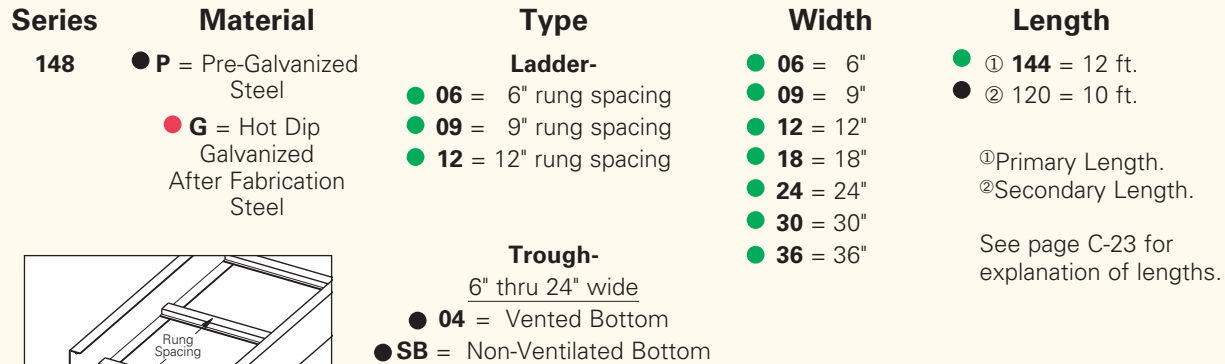 Series
148
Material
P = Pre-Galvanized
Steel
G = Hot Dip
Galvanized
After Fabrication
Steel
Rung
Spacing
Type
Ladder-
06 = 6" rung spacing
09 = 9" rung spacing
12 = 12" rung spacing
Trough-
6" thru 24" wide
04 = Vented Bottom
SB = Non-Ventilated Bottom
Width
06 = 6"
09 = 9"
12 = 12"
18 = 18"
24 = 24"
30 = 30"
36 = 36"
Length
① 144 = 12 ft.
② 120 = 10 ft.
①Primary Length.
②Secondary Length.
See page C-23 for
explanation of lengths.